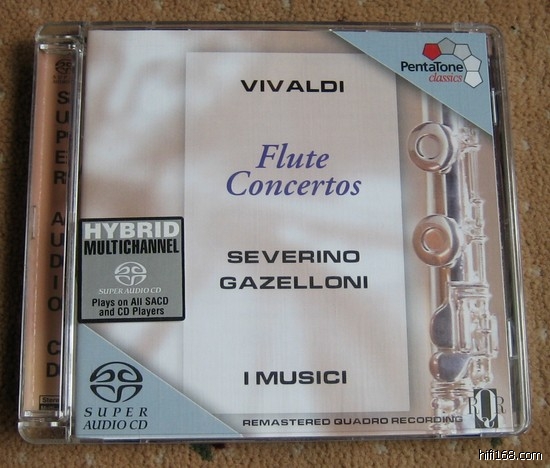 PentaTone
classics
VIVALDI
Flute
Concertos
SEVERINO
GAZELLONI
I MUSICI
REMASTERED QUADRO RECORDING
RQR
HYBRID
MULTICHANNEL
SUPER AUDIO CD
Plays on All SACD
and CD Players
SUPER
AUDIO CD
SUPER AUDIO CD
hifi168.com